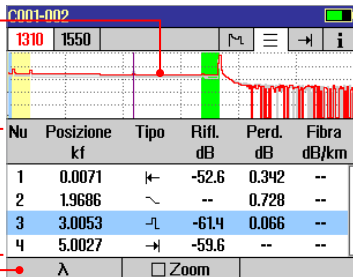 C001-002
1310 1550 i
Nu Posizione Tipo Rifl. Perd. Fibra
kf dB dB dB/km
1 0.0071 -52.6 0.342 --
2 1.9686 -- 0.728 --
3 3.0053 -61.4 0.066 --
4 5.0027 -59.6 -- --
λ Zoom